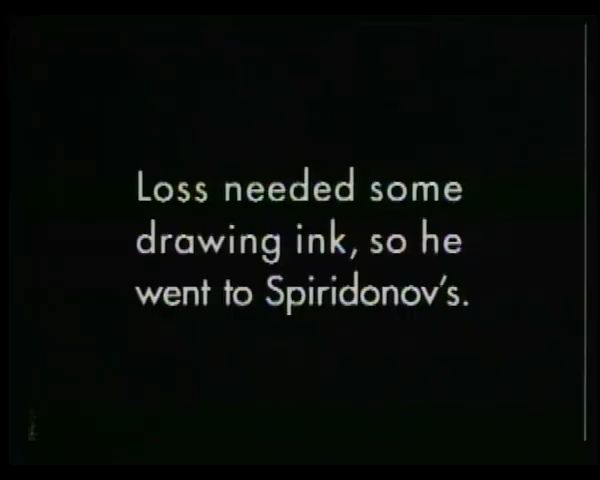 Loss needed some
drawing ink, so he
went to Spiridonov's.